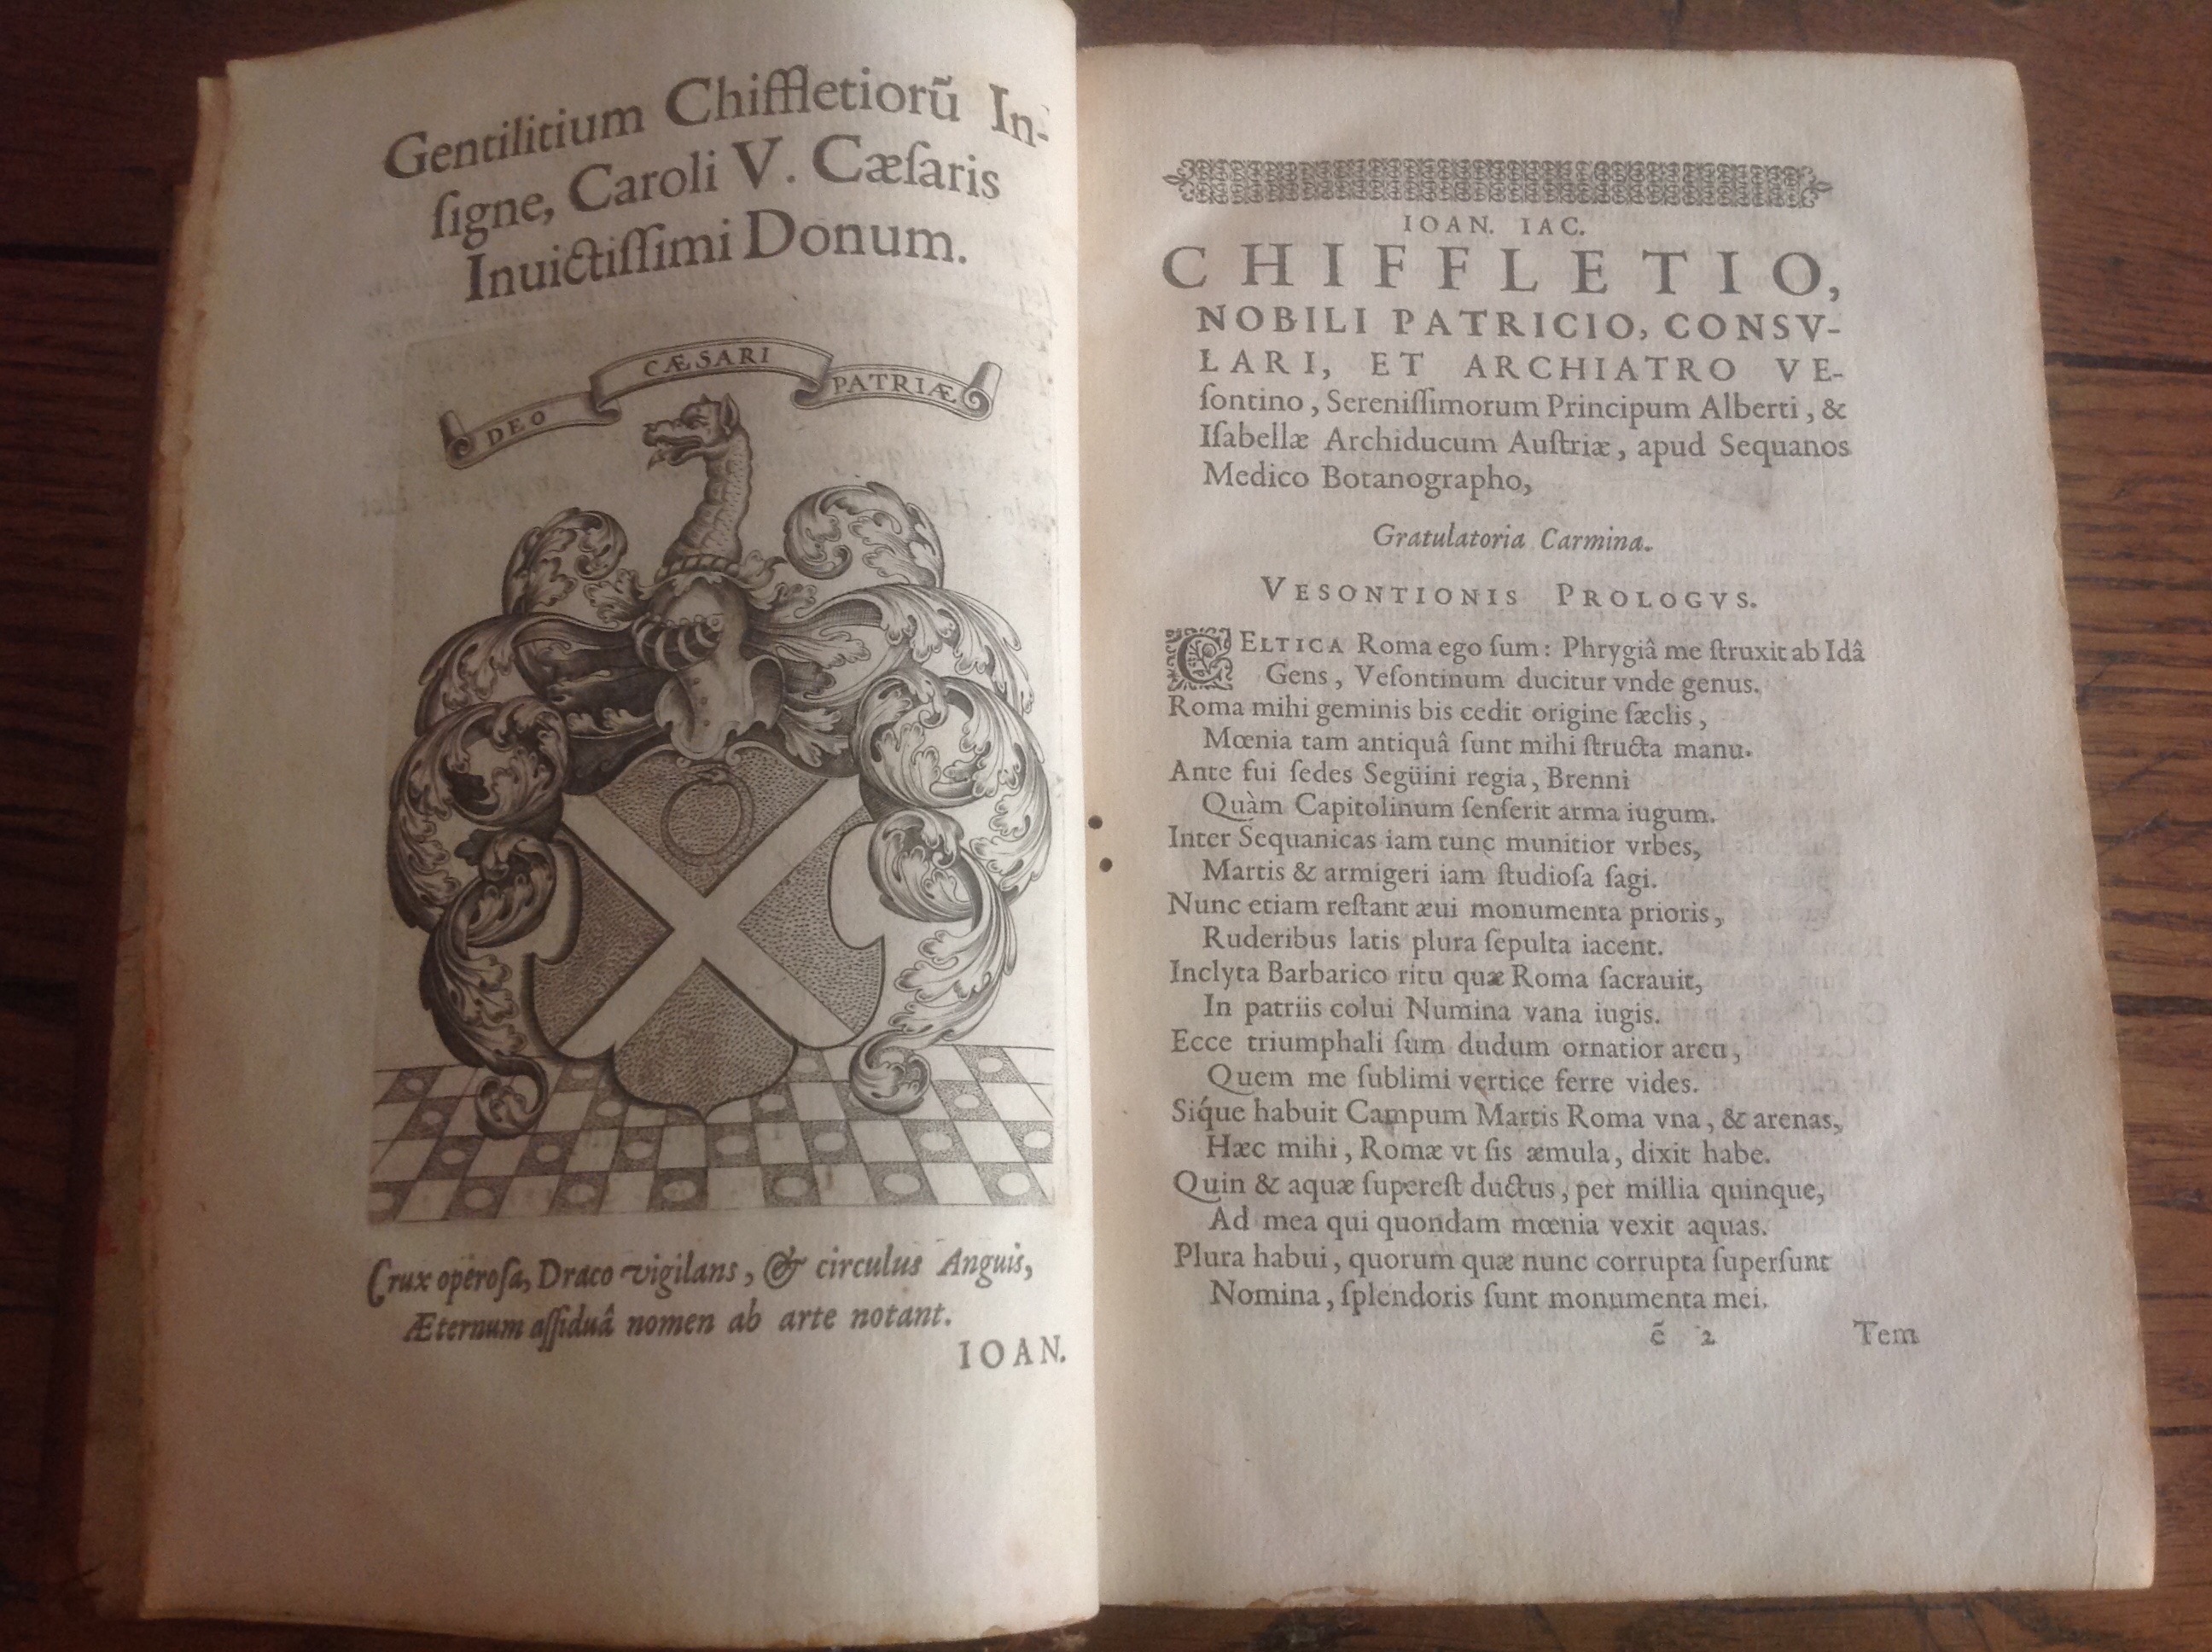 Gentilitium Chiffletiorũ In-
ſigne, Caroli V. Cæſaris
Inuictiſſimi Donum.
DEO CÆSARI PATRIÆ
Crux operoſa, Draco vigilans, & circulus Anguis,
Æternum aſſiduâ nomen ab arte notant.
IOAN.
IOAN. IAC.
CHIFFLETIO,
NOBILI PATRICIO, CONSV-
LARI, ET ARCHIATRO VE-
ſontino, Sereniſſimorum Principum Alberti, &
Iſabellæ Archiducum Auſtriæ, apud Sequanos
Medico Botanographo,
Gratulatoria Carmina.
VESONTIONIS PROLOGVS.
CELTICA Roma ego ſum: Phrygiâ me ſtruxit ab Idâ
Gens, Veſontinum ducitur vnde genus.
Roma mihi geminis bis cedit origine ſæclis,
Mœnia tam antiquâ ſunt mihi ſtructa manu.
Ante fui ſedes Següini regia, Brenni
Quàm Capitolinum ſenſerit arma iugum.
Inter Sequanicas iam tunc munitior vrbes,
Martis & armigeri iam ſtudioſa ſagi.
Nunc etiam reſtant æui monumenta prioris,
Ruderibus latis plura ſepulta iacent.
Inclyta Barbarico ritu quæ Roma ſacrauit,
In patriis colui Numina vana iugis.
Ecce triumphali ſum dudum ornatior arcu,
Quem me ſublimi vertice ferre vides.
Siq́ue habuit Campum Martis Roma vna, & arenas,
Hæc mihi, Romæ vt ſis æmula, dixit habe.
Quin & aquæ ſupereſt ductus, per millia quinque,
Ad mea qui quondam mœnia vexit aquas.
Plura habui, quorum quæ nunc corrupta ſuperſunt
Nomina, ſplendoris ſunt monumenta mei.
c̃ 2 Tem